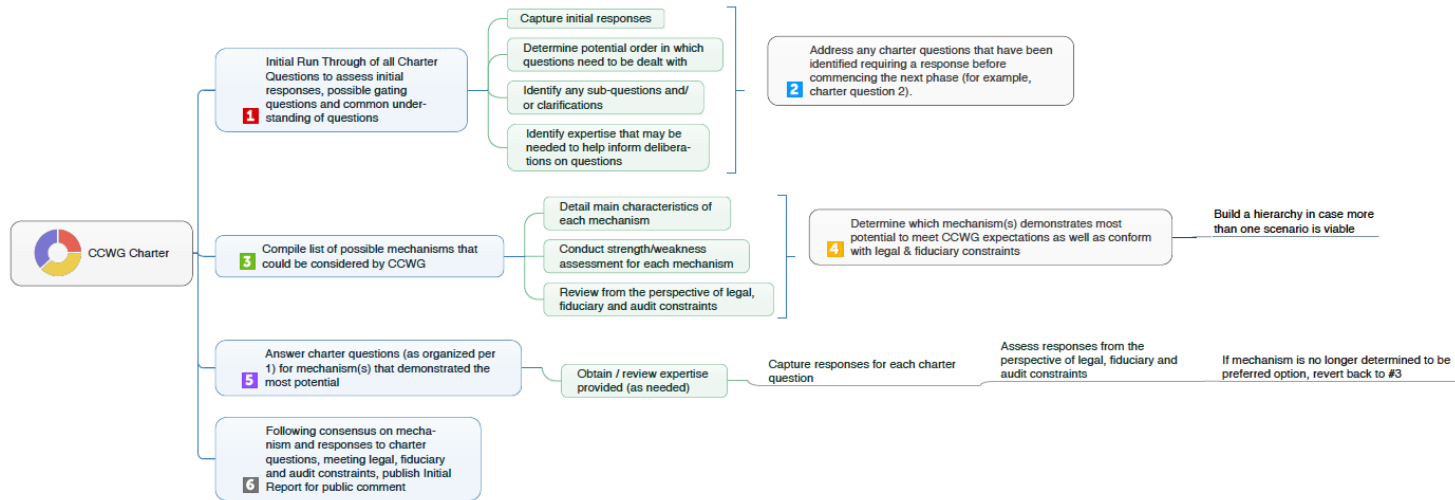 CCWG Charter
Initial Run Through of all Charter
Questions to assess initial
responses, possible gating
questions and common under-
standing of questions
1
Capture initial responses
Determine potential order in which
questions need to be dealt with
Identify any sub-questions and/
or clarifications
Identify expertise that may be
needed to help inform delibera-
tions on questions
Address any charter questions that have been
identified requiring a response before
commencing the next phase (for example,
charter question 2).
2
Compile list of possible mechanisms that
could be considered by CCWG
3
Detail main characteristics of
each mechanism
Conduct strength/weakness
assessment for each mechanism
Review from the perspective of legal,
fiduciary and audit constraints
Determine which mechanism(s) demonstrates most
potential to meet CCWG expectations as well as conform
with legal & fiduciary constraints
4
Build a hierarchy in case more
than one scenario is viable
Answer charter questions (as organized per
1) for mechanism(s) that demonstrated the
most potential
5
Obtain / review expertise
provided (as needed)
Capture responses for each charter
question
Assess responses from the
perspective of legal, fiduciary and
audit constraints
If mechanism is no longer determined to be
preferred option, revert back to #3
Following consensus on mecha-
nism and responses to charter
questions, meeting legal, fiduciary
and audit constraints, publish Initial
Report for public comment
6